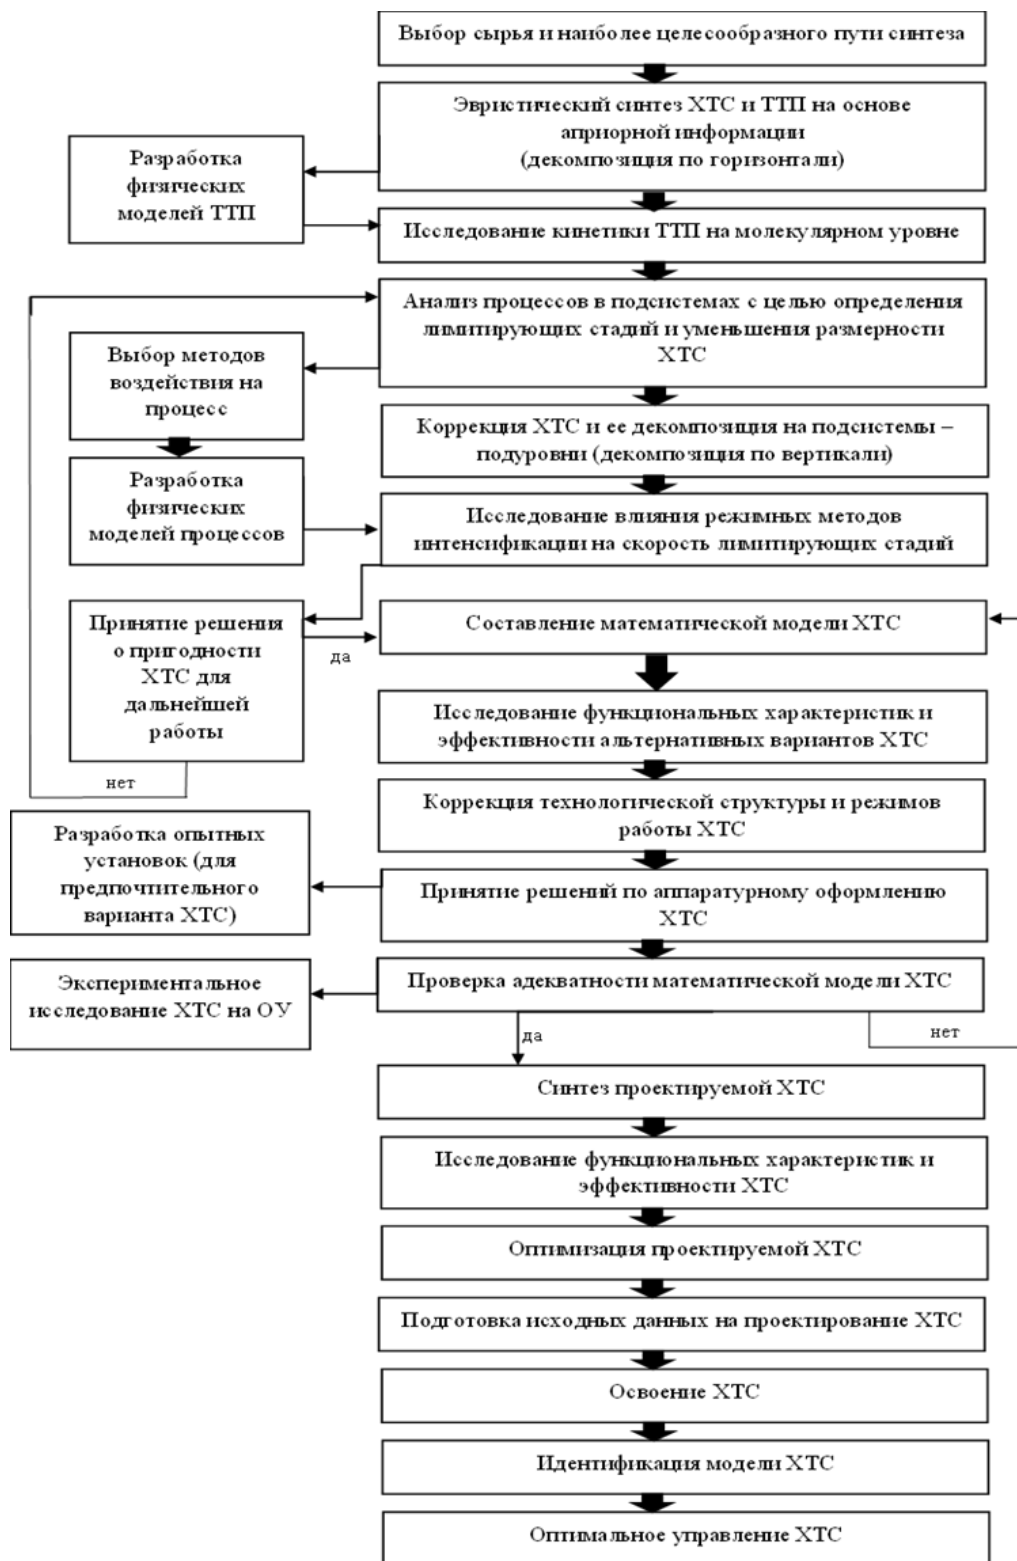 Выбор сырья и наиболее целесообразного пути синтеза
Эвристический синтез ХТС и ТТП на основе
априорной информации
(декомпозиция по горизонтали)
Разработка
физических
моделей ТТП
Исследование кинетики ТТП на молекулярном уровне
Анализ процессов в подсистемах с целью определения
лимитирующих стадий и уменьшения размерности
ХТС
Выбор методов
воздействия на
процесс
Коррекция ХТС и ее декомпозиция на подсистемы –
подуровни (декомпозиция по вертикали)
Разработка
физических
моделей процессов
Исследование влияния режимных методов
интенсификации на скорость лимитирующих стадий
Принятие решения
о пригодности
ХТС для
дальнейшей
работы
да
нет
Составление математической модели ХТС
Исследование функциональных характеристик и
эффективности альтернативных вариантов ХТС
Коррекция технологической структуры и режимов
работы ХТС
Разработка опытных
установок (для
предпочтительного
варианта ХТС)
Принятие решений по аппаратурному оформлению
ХТС
Экспериментальное
исследование ХТС на ОУ
Проверка адекватности математической модели ХТС
да
нет
Синтез проектируемой ХТС
Исследование функциональных характеристик и
эффективности ХТС
Оптимизация проектируемой ХТС
Подготовка исходных данных на проектирование ХТС
Освоение ХТС
Идентификация модели ХТС
Оптимальное управление ХТС